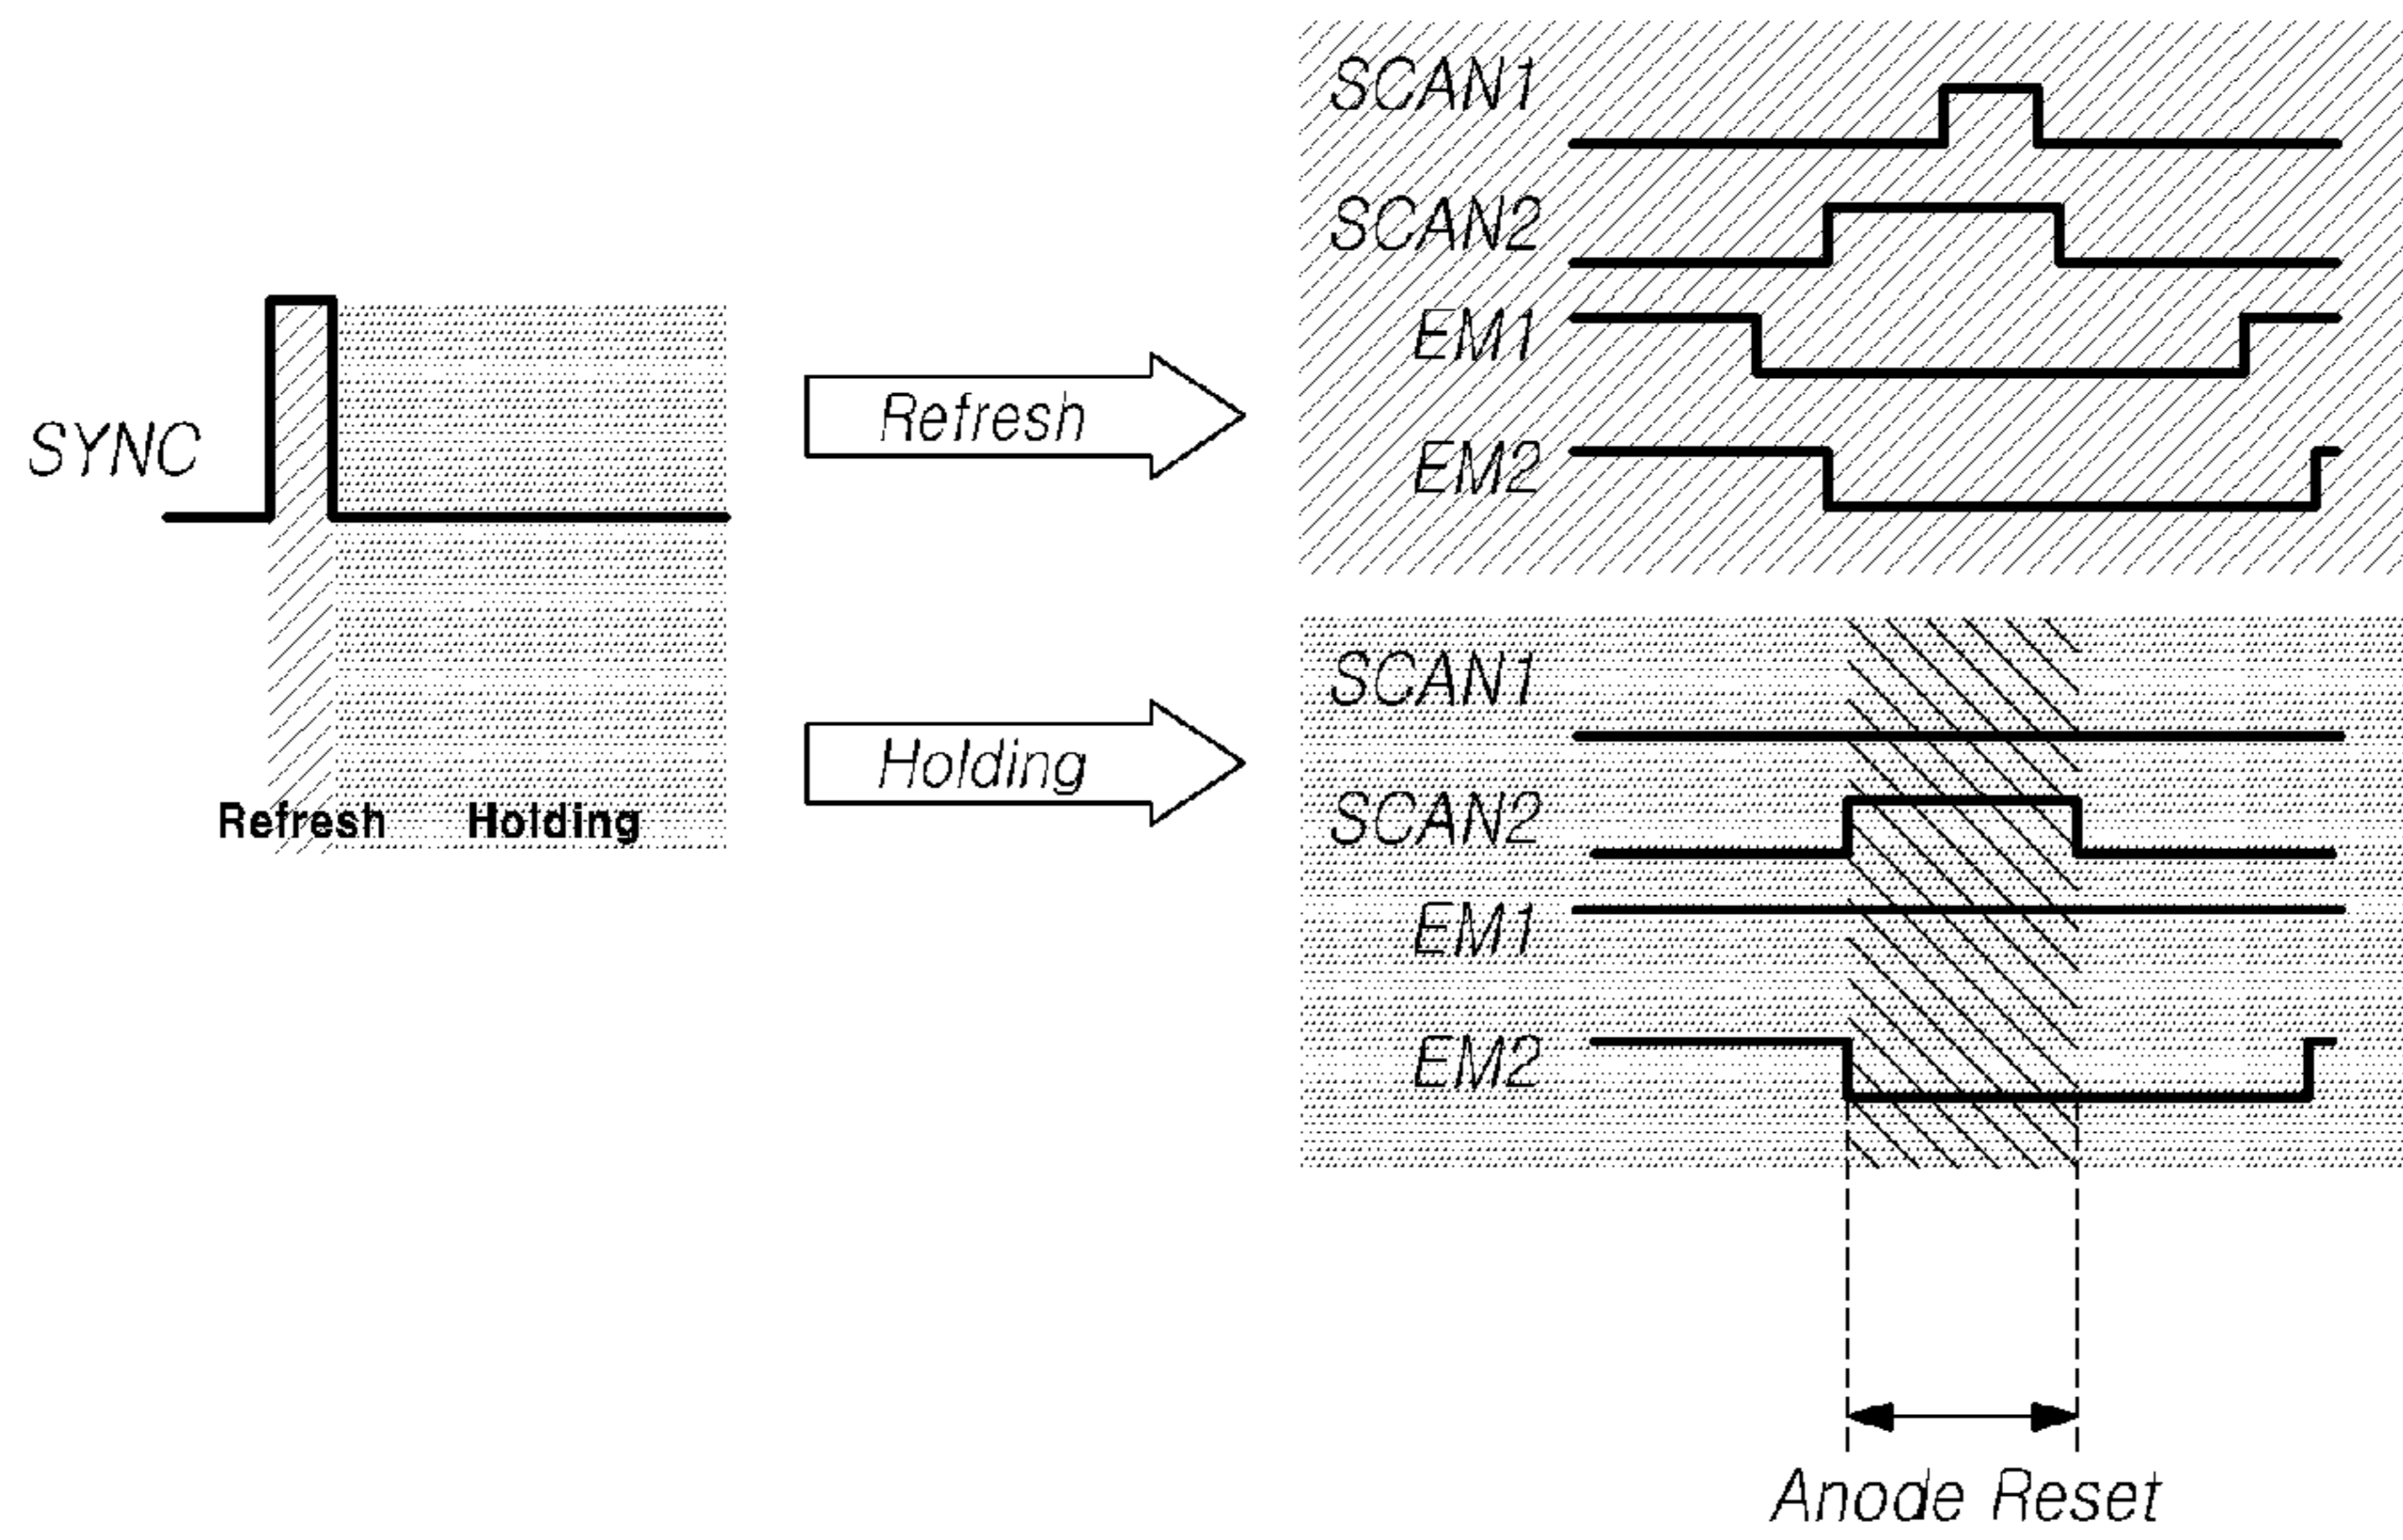 SYNC
Refresh
Holding
Refresh
Holding
SCAN1
SCAN2
EM1
EM2
SCAN1
SCAN2
EM1
EM2
Anode Reset